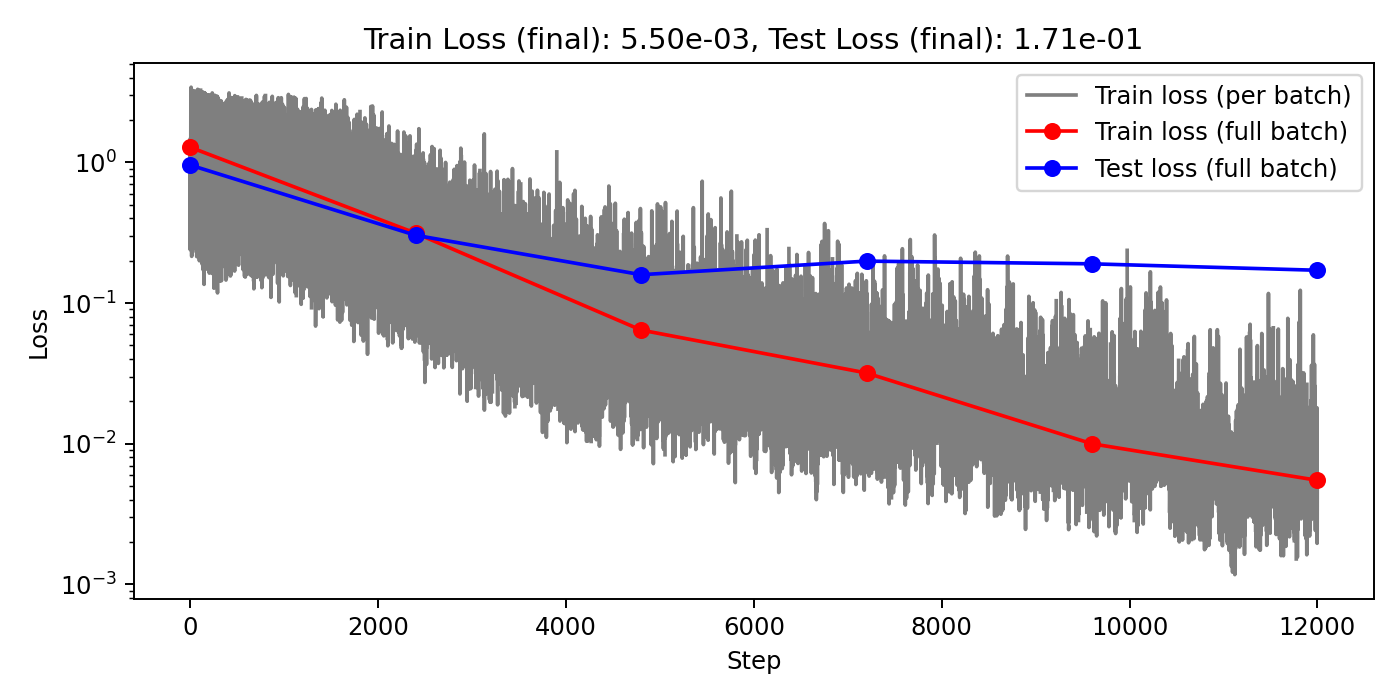 Train Loss (final): 5.50e-03, Test Loss (final): 1.71e-01
Train loss (per batch)
Train loss (full batch)
Test loss (full batch)
Loss
10⁰
10⁻¹
10⁻²
10⁻³
0 2000 4000 6000 8000 10000 12000
Step